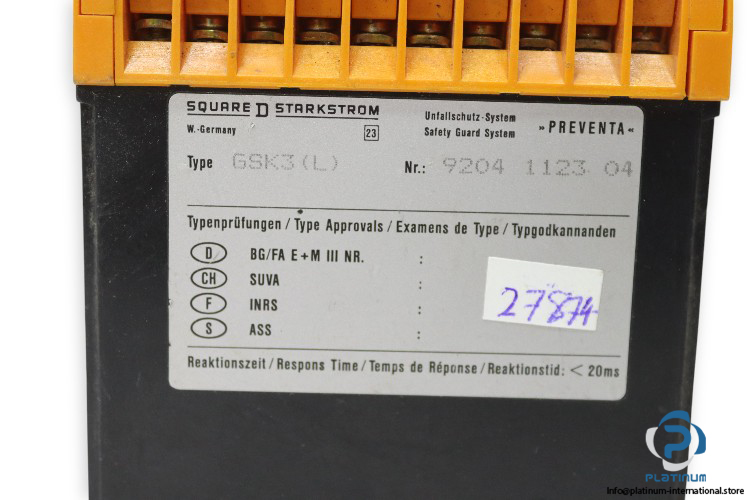 SQUARE D STARKSTROM
W.-Germany
23
Unfallschutz-System
Safety Guard System
»PREVENTA«
Type GSK3(L) Nr.: 9204 1123 04
Typenprüfungen / Type Approvals / Examens de Type / Typgodkannanden
D BG/FA E+M III NR. :
CH SUVA :
F INRS :
S ASS :
27874
Reaktionszeit / Respons Time / Temps de Réponse / Reaktionstid: < 20ms
PLATINUM
info@platinum-international.store